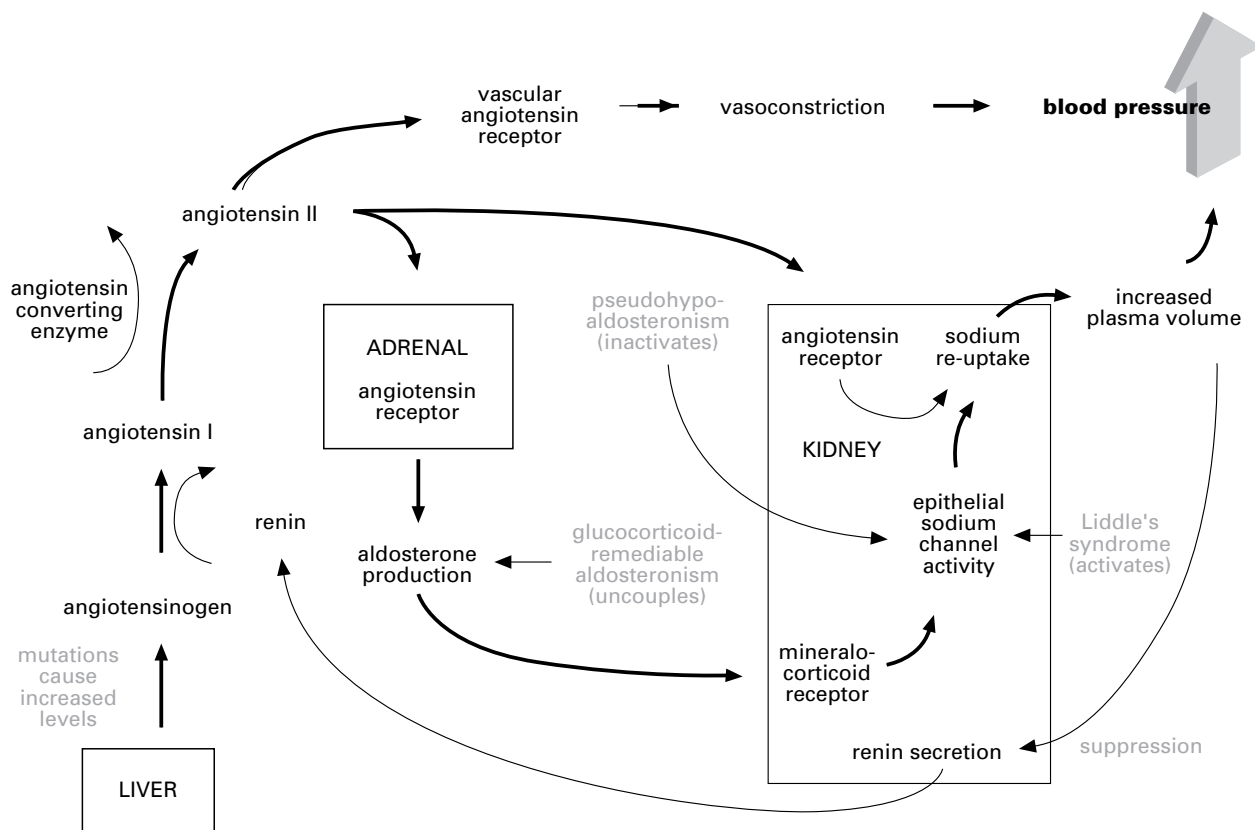 vascular
angiotensin
receptor
vasoconstriction
blood pressure
angiotensin II
angiotensin
converting
enzyme
pseudohypo-
aldosteronism
(inactivates)
increased
plasma volume
ADRENAL
angiotensin
receptor
angiotensin
receptor
sodium
re-uptake
angiotensin I
KIDNEY
renin
epithelial
sodium
channel
activity
Liddle's
syndrome
(activates)
aldosterone
production
glucocorticoid-
remediable
aldosteronism
(uncouples)
angiotensinogen
mutations
cause
increased
levels
mineralo-
corticoid
receptor
renin secretion
suppression
LIVER